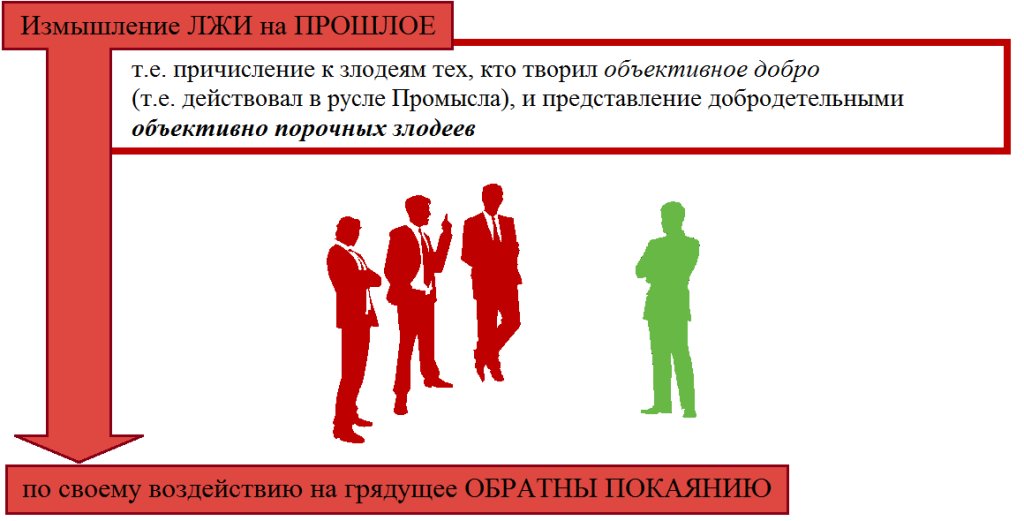 Измышление ЛЖИ на ПРОШЛОЕ
т.е. причисление к злодеям тех, кто творил объективное добро
(т.е. действовал в русле Промысла), и представление добродетельными
объективно порочных злодеев
по своему воздействию на грядущее ОБРАТНЫ ПОКАЯНИЮ